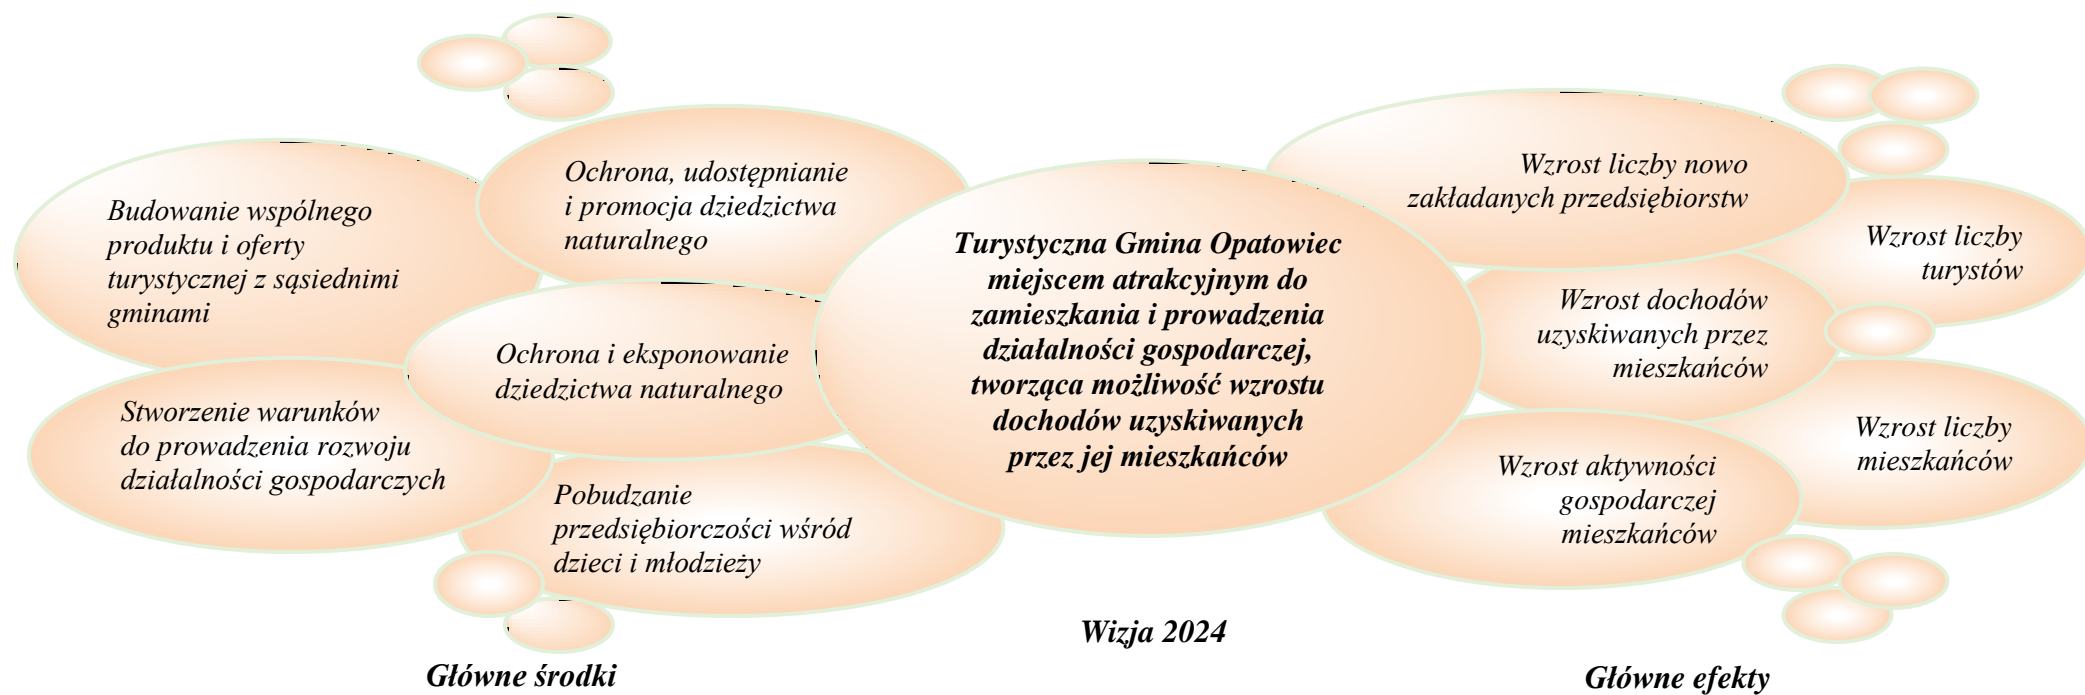 Budowanie wspólnego
produktu i oferty
turystycznej z sąsiednimi
gminami
Ochrona, udostępnianie
i promocja dziedzictwa
naturalnego
Ochrona i eksponowanie
dziedzictwa naturalnego
Stworzenie warunków
do prowadzenia rozwoju
działalności gospodarczych
Pobudzanie
przedsiębiorczości wśród
dzieci i młodzieży
Główne środki
Turystyczna Gmina Opatowiec
miejscem atrakcyjnym do
zamieszkania i prowadzenia
działalności gospodarczej,
tworząca możliwość wzrostu
dochodów uzyskiwanych
przez jej mieszkańców
Wizja 2024
Wzrost liczby nowo
zakładanych przedsiębiorstw
Wzrost liczby
turystów
Wzrost dochodów
uzyskiwanych przez
mieszkańców
Wzrost liczby
mieszkańców
Wzrost aktywności
gospodarczej
mieszkańców
Główne efekty